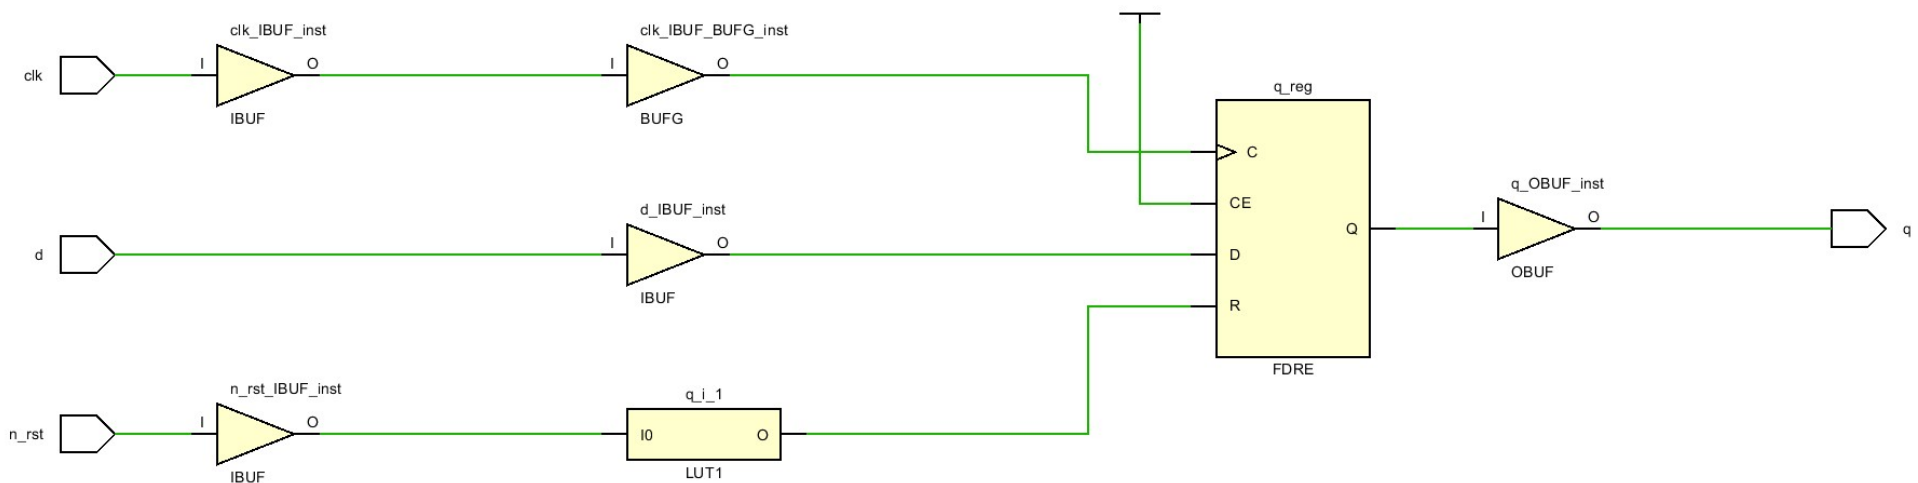 clk_IBUF_inst
clk_IBUF_BUFG_inst
clk
I
O
I
O
IBUF
BUFG
q_reg
C
d_IBUF_inst
q_OBUF_inst
CE
d
I
O
D
Q
I
O
q
IBUF
OBUF
R
FDRE
n_rst_IBUF_inst
q_i_1
n_rst
I
O
I0
O
IBUF
LUT1